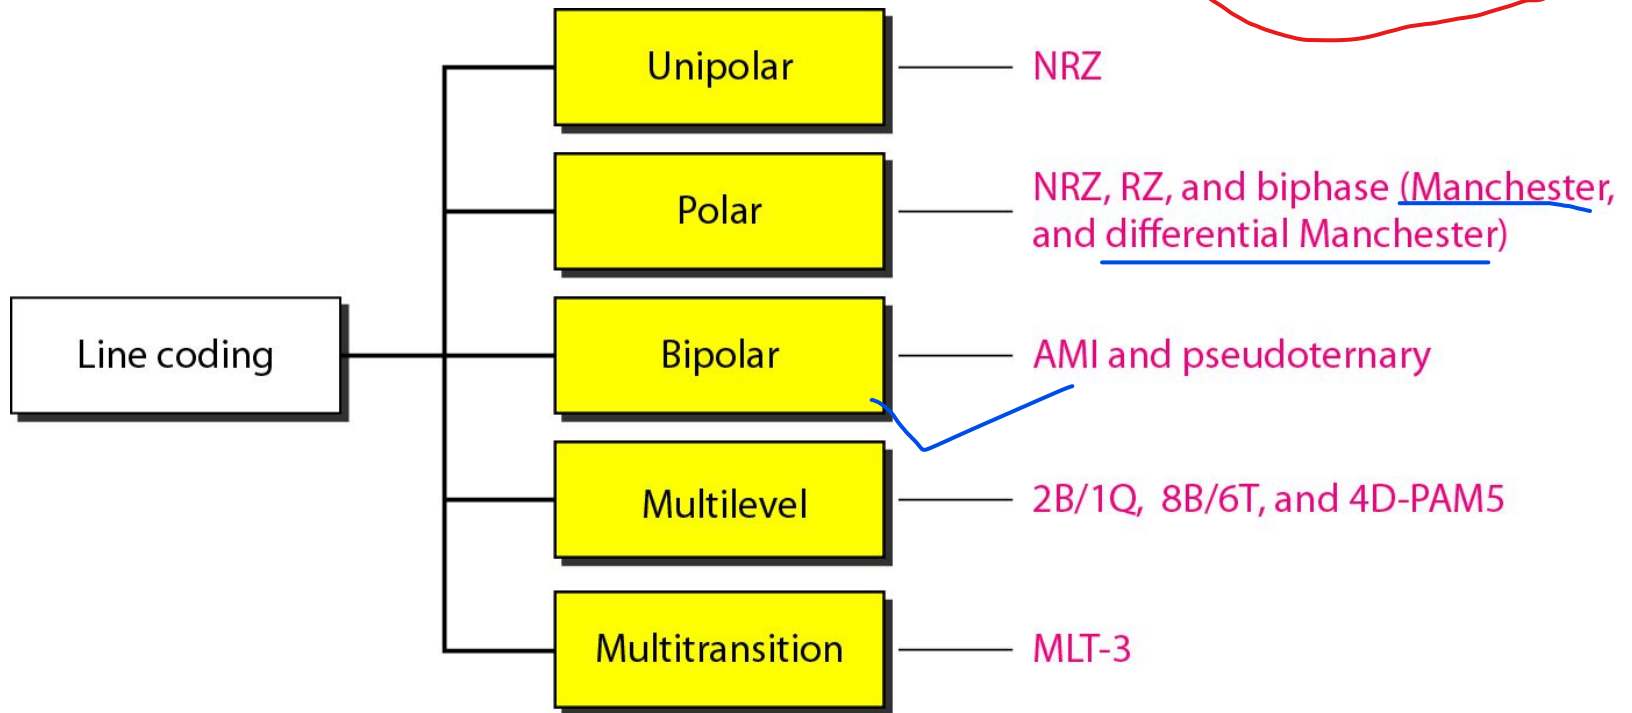 Unipolar
NRZ
Polar
NRZ, RZ, and biphase (Manchester,
and differential Manchester)
Line coding
Bipolar
AMI and pseudoternary
Multilevel
2B/1Q, 8B/6T, and 4D-PAM5
Multitransition
MLT-3